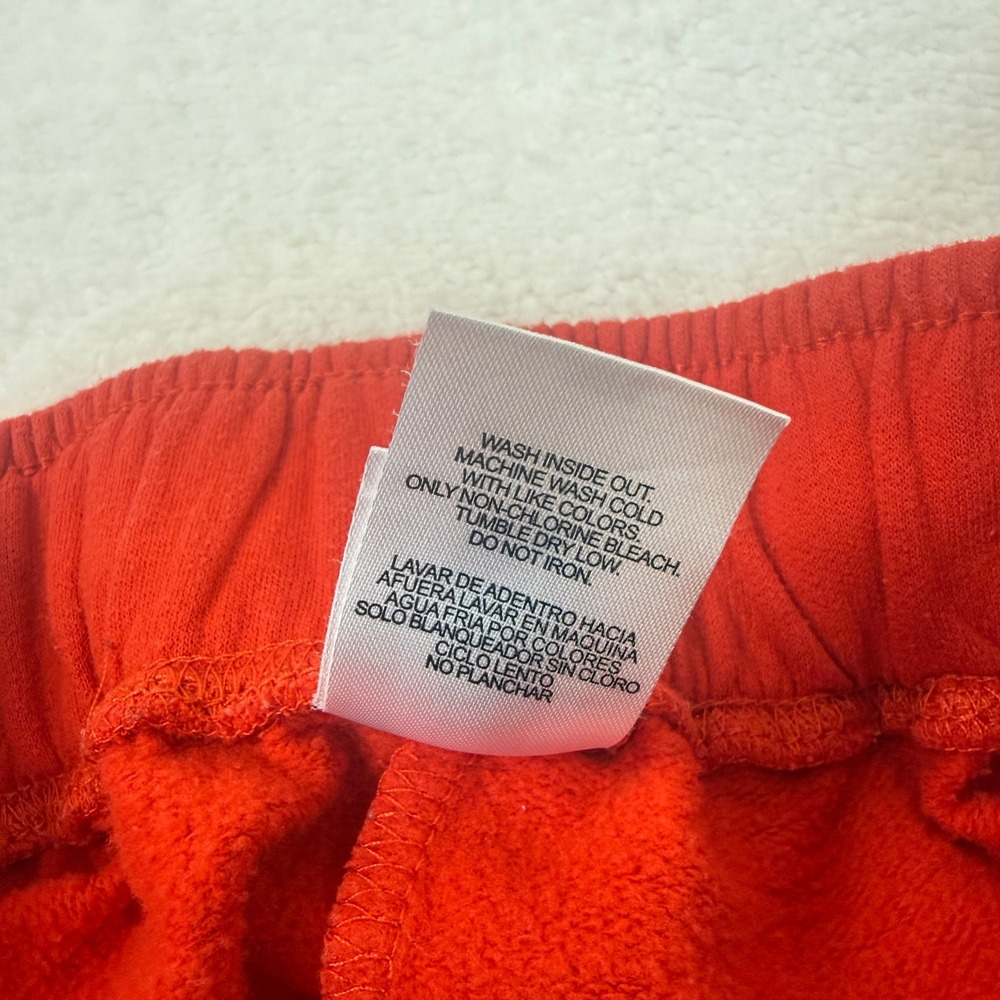 WASH INSIDE OUT.
MACHINE WASH COLD
WITH LIKE COLORS.
ONLY NON-CHLORINE BLEACH.
TUMBLE DRY LOW.
DO NOT IRON.
LAVAR DE ADENTRO HACIA
AFUERA LAVAR EN MAQUINA
AGUA FRIA POR COLORES
SOLO BLANQUEADOR SIN CLORO
CICLO LENTO
NO PLANCHAR